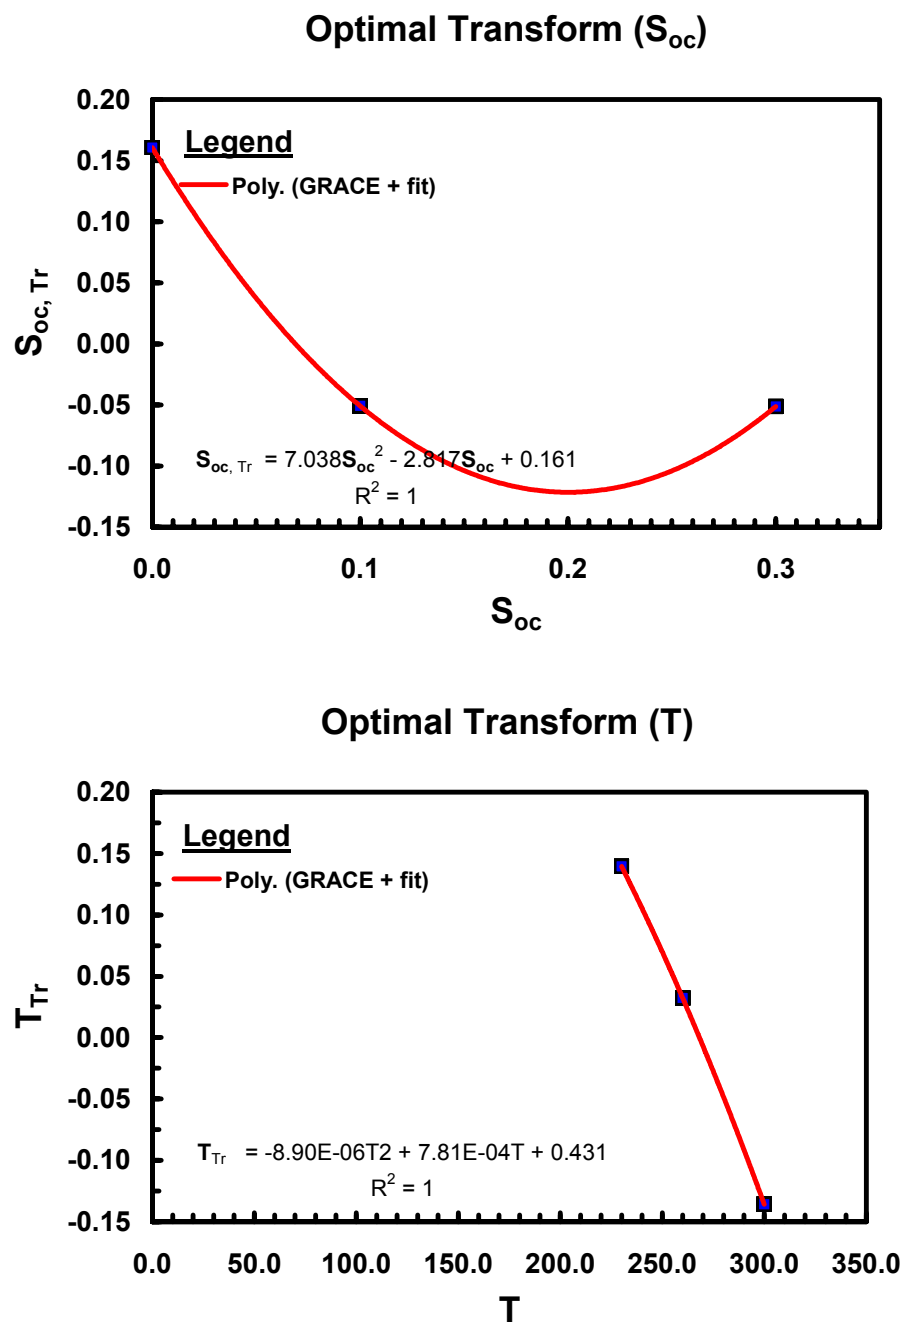 Optimal Transform (Soc)
0.20
Legend
0.15
Poly. (GRACE + fit)
0.10
0.05
0.00
-0.05
-0.10
-0.15
Soc, Tr
Soc, Tr = 7.038Soc² - 2.817Soc + 0.161
R² = 1
0.0 0.1 0.2 0.3
Soc
Optimal Transform (T)
0.20
Legend
0.15
Poly. (GRACE + fit)
0.10
0.05
0.00
-0.05
-0.10
-0.15
TTr
TTr = -8.90E-06T2 + 7.81E-04T + 0.431
R² = 1
0.0 50.0 100.0 150.0 200.0 250.0 300.0 350.0
T